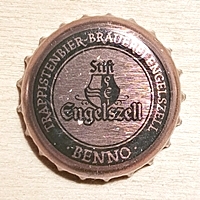 TRAPPISTENBIER-BRAUEREI ENGELSZELL
Stift
Engelszell
· BENNO ·